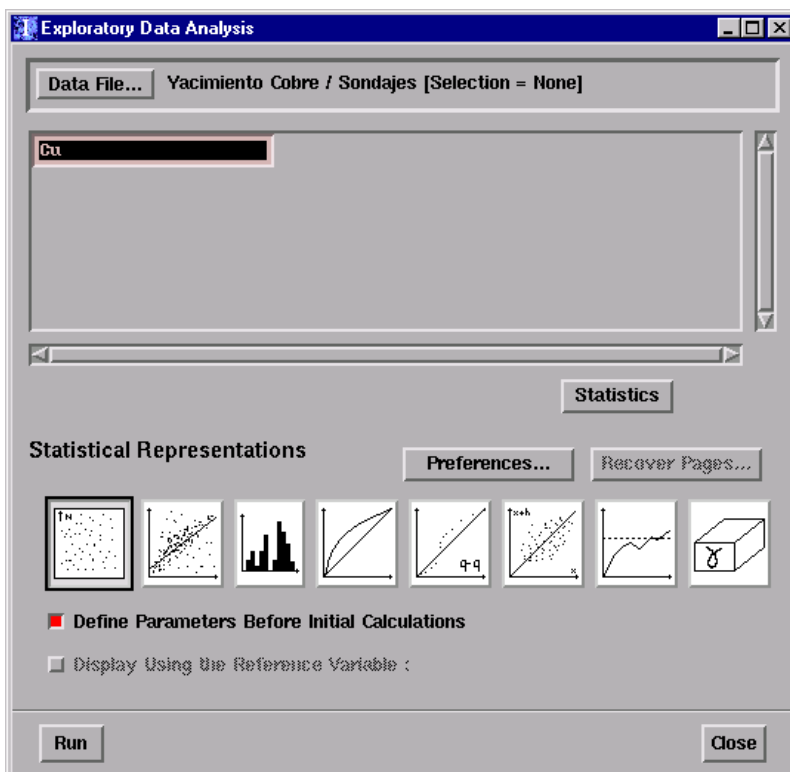 Exploratory Data Analysis
Data File... Yacimiento Cobre / Sondajes [Selection = None]
Cu
Statistics
Statistical Representations
Preferences... Recover Pages...
N
q-q
x+h
x
γ
Define Parameters Before Initial Calculations
Display Using the Reference Variable :
Run Close